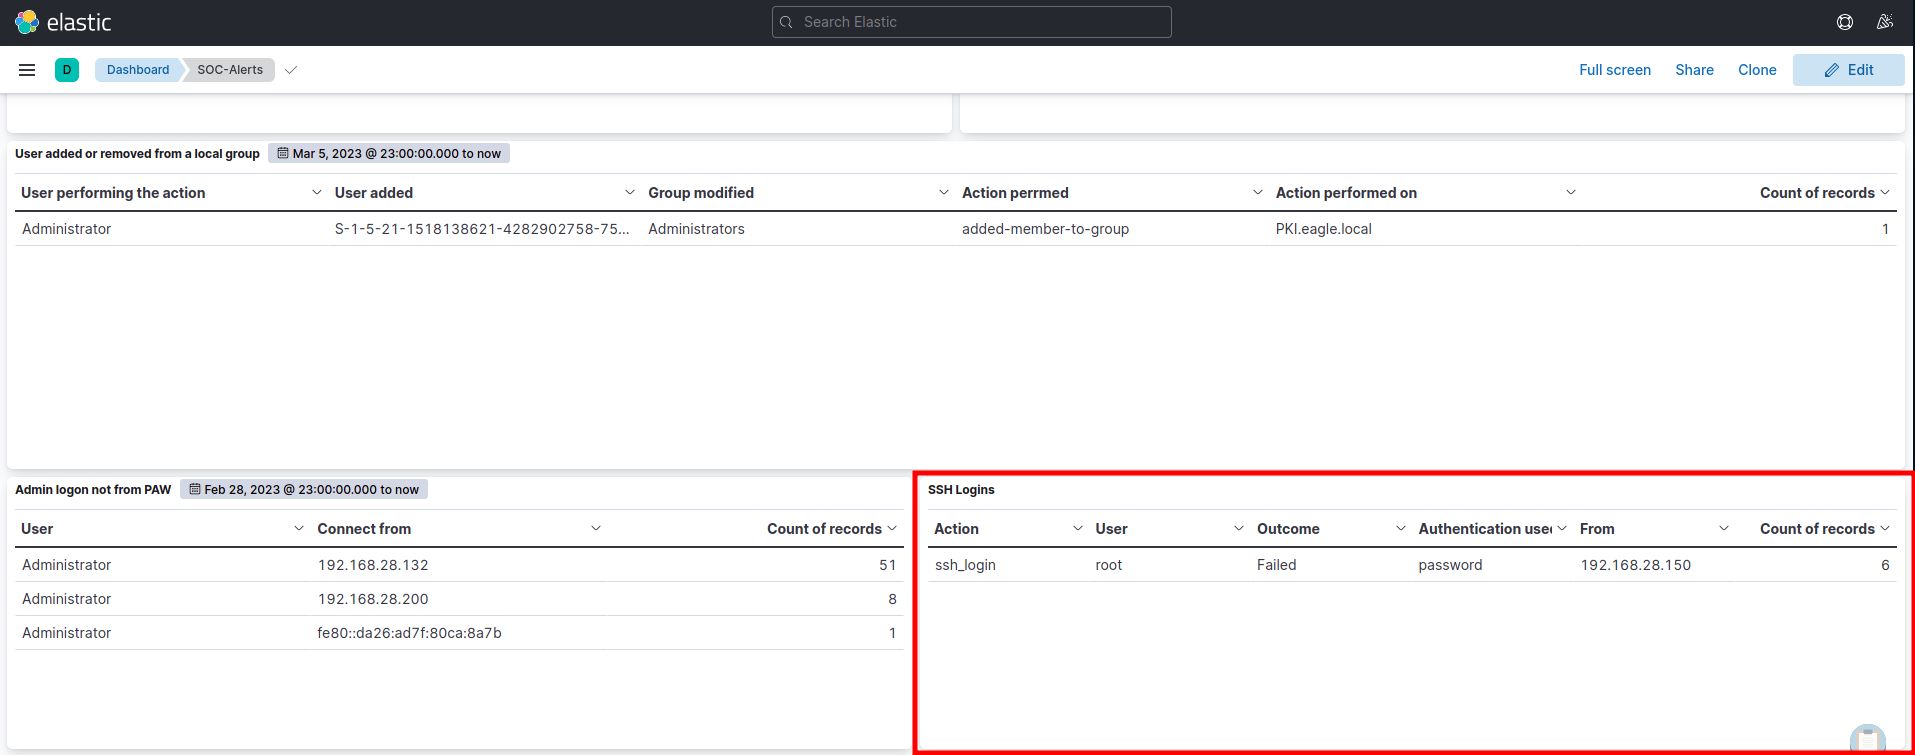 elastic
Search Elastic
D
Dashboard
SOC-Alerts
Full screen
Share
Clone
Edit
User added or removed from a local group
Mar 5, 2023 @ 23:00:00.000 to now
User performing the action User added Group modified Action perrmed Action performed on Count of records
Administrator S-1-5-21-1518138621-4282902758-75... Administrators added-member-to-group PKI.eagle.local 1
Admin logon not from PAW
Feb 28, 2023 @ 23:00:00.000 to now
User Connect from Count of records
Administrator 192.168.28.132 51
Administrator 192.168.28.200 8
Administrator fe80::da26:ad7f:80ca:8a7b 1
SSH Logins
Action User Outcome Authentication used From Count of records
ssh_login root Failed password 192.168.28.150 6